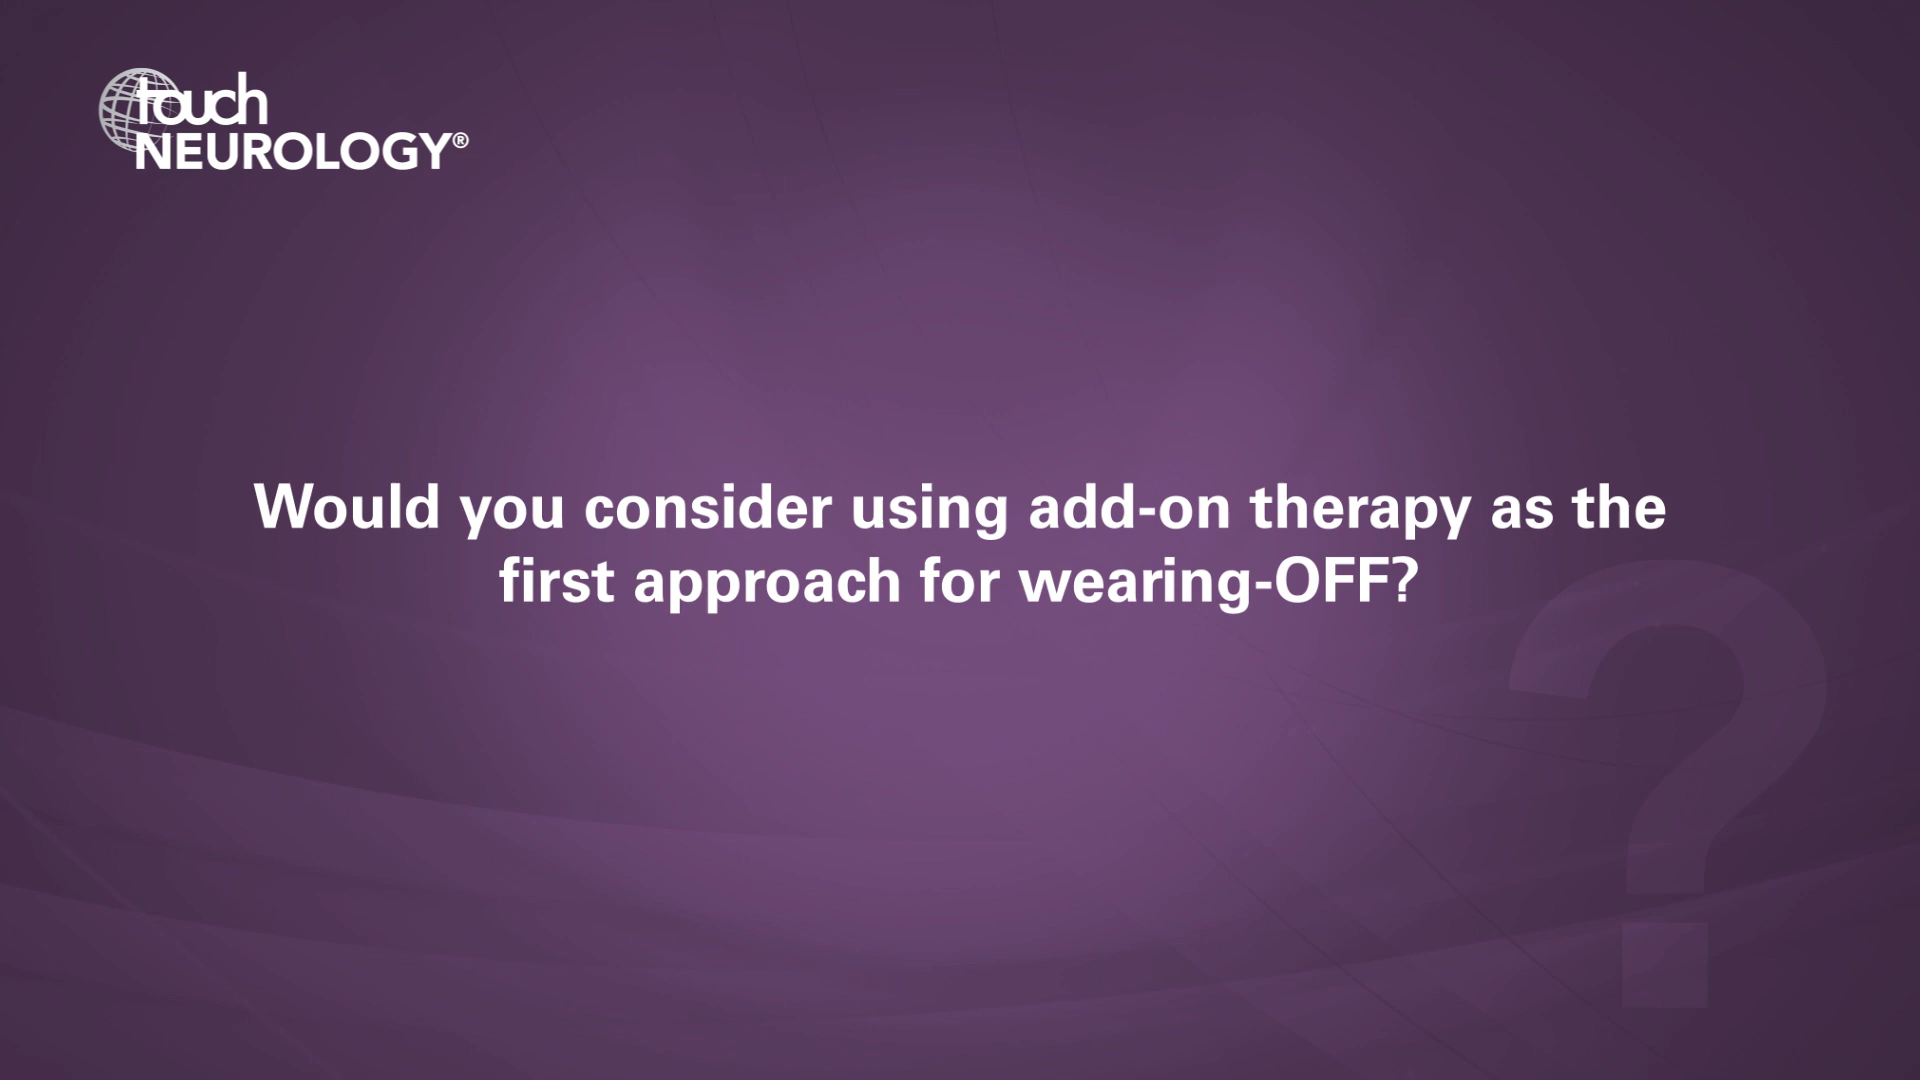 touch
NEUROLOGY®
Would you consider using add-on therapy as the
first approach for wearing-OFF?
?